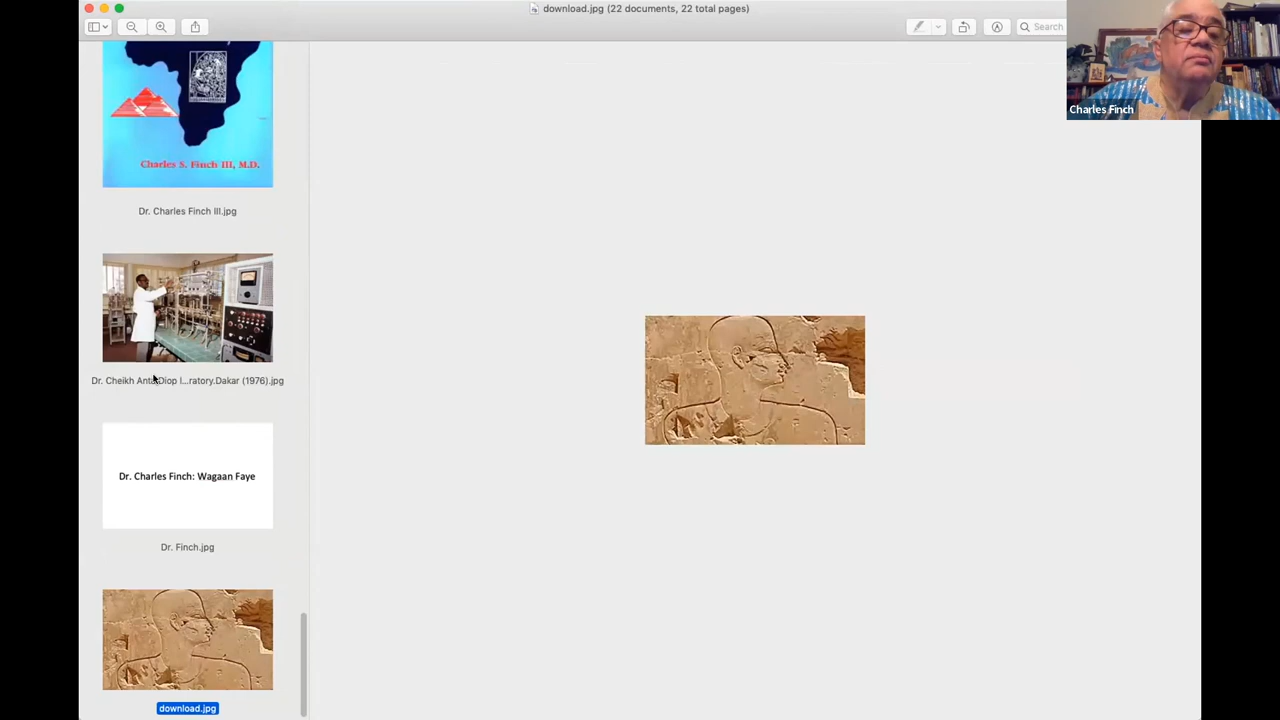 download.jpg (22 documents, 22 total pages)
Search
Charles Finch
Charles S. Finch III, M.D.
Dr. Charles Finch III.jpg
Dr. Cheikh Anta Diop l...ratory.Dakar (1976).jpg
Dr. Charles Finch: Wagaan Faye
Dr. Finch.jpg
download.jpg